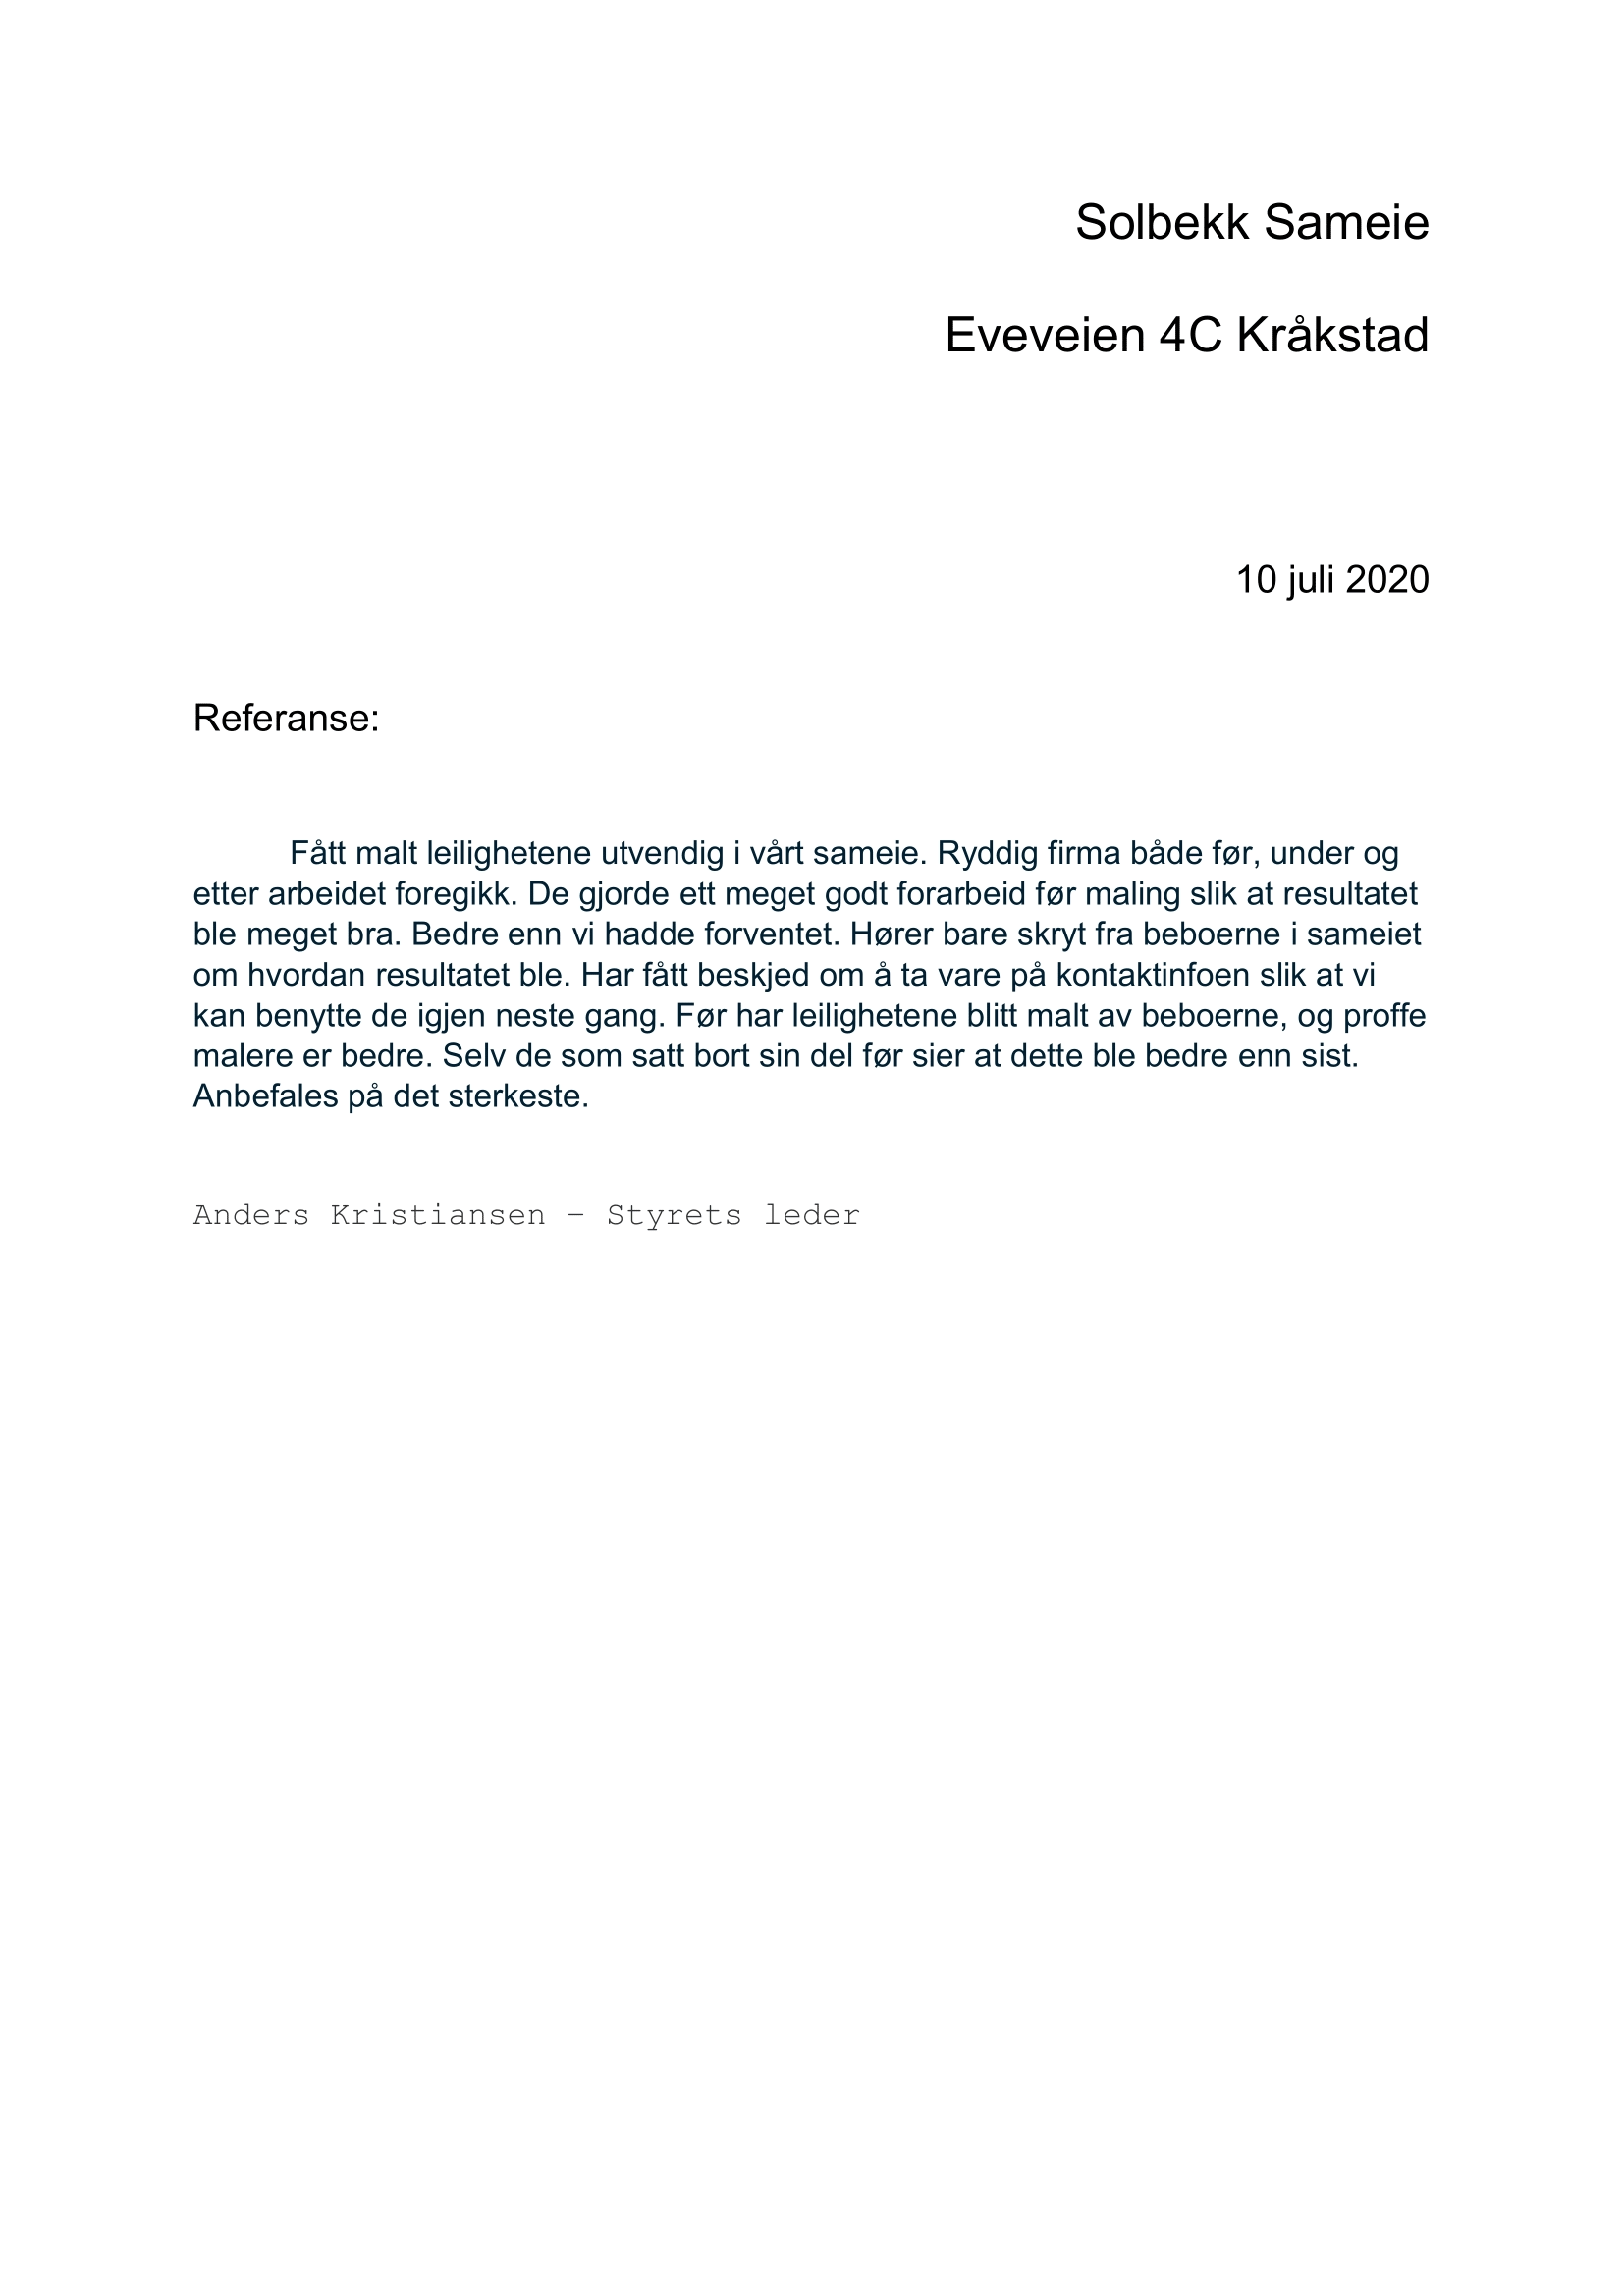 Solbekk Sameie
Eveveien 4C Kråkstad
10 juli 2020
Referanse:
Fått malt leilighetene utvendig i vårt sameie. Ryddig firma både før, under og
etter arbeidet foregikk. De gjorde ett meget godt forarbeid før maling slik at resultatet
ble meget bra. Bedre enn vi hadde forventet. Hører bare skryt fra beboerne i sameiet
om hvordan resultatet ble. Har fått beskjed om å ta vare på kontaktinfoen slik at vi
kan benytte de igjen neste gang. Før har leilighetene blitt malt av beboerne, og proffe
malere er bedre. Selv de som satt bort sin del før sier at dette ble bedre enn sist.
Anbefales på det sterkeste.
Anders Kristiansen – Styrets leder